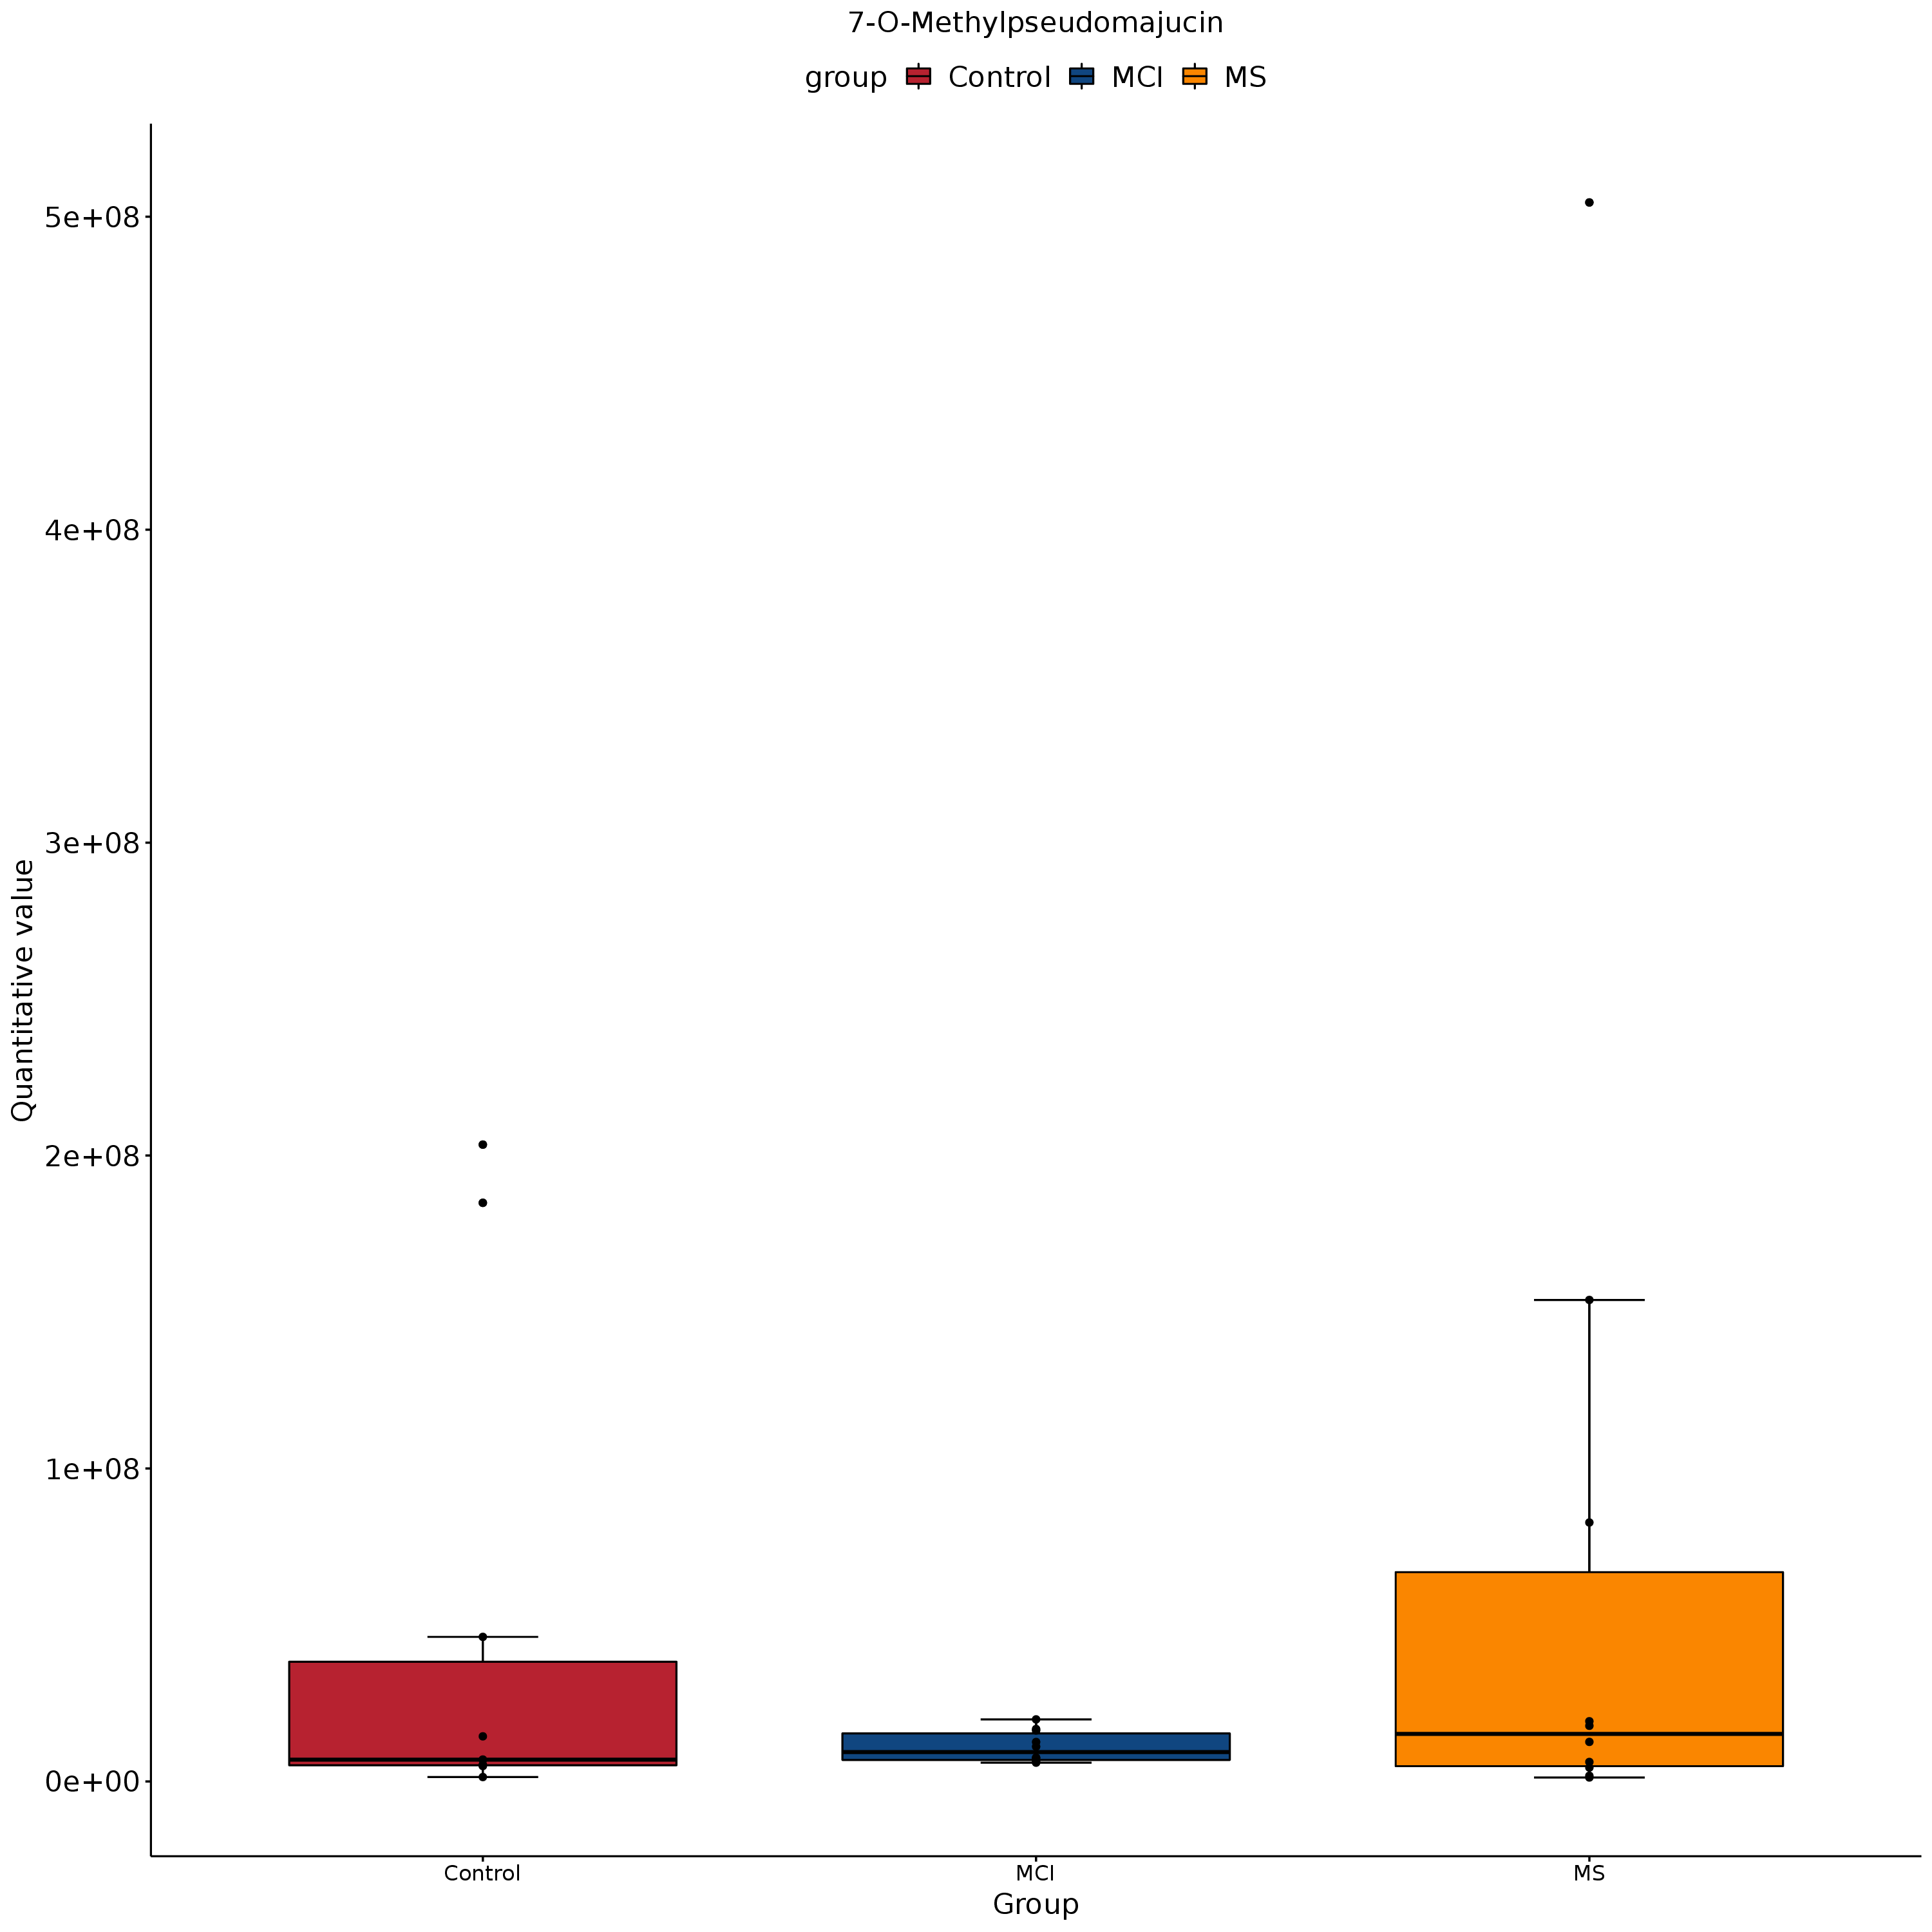 7-O-Methylpseudomajucin
group Control MCI MS
5e+08
4e+08
3e+08
2e+08
1e+08
0e+00
Quantitative value
Control MCI MS
Group